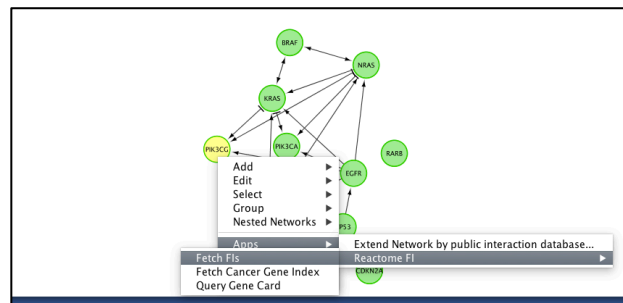 BRAF
NRAS
KRAS
PIK3CG
PIK3CA
RARB
EGFR
Add
Edit
Select
Group
Nested Networks
Apps
Extend Network by public interaction database...
Fetch FIs
Reactome FI
Fetch Cancer Gene Index
Query Gene Card
CDKN2A